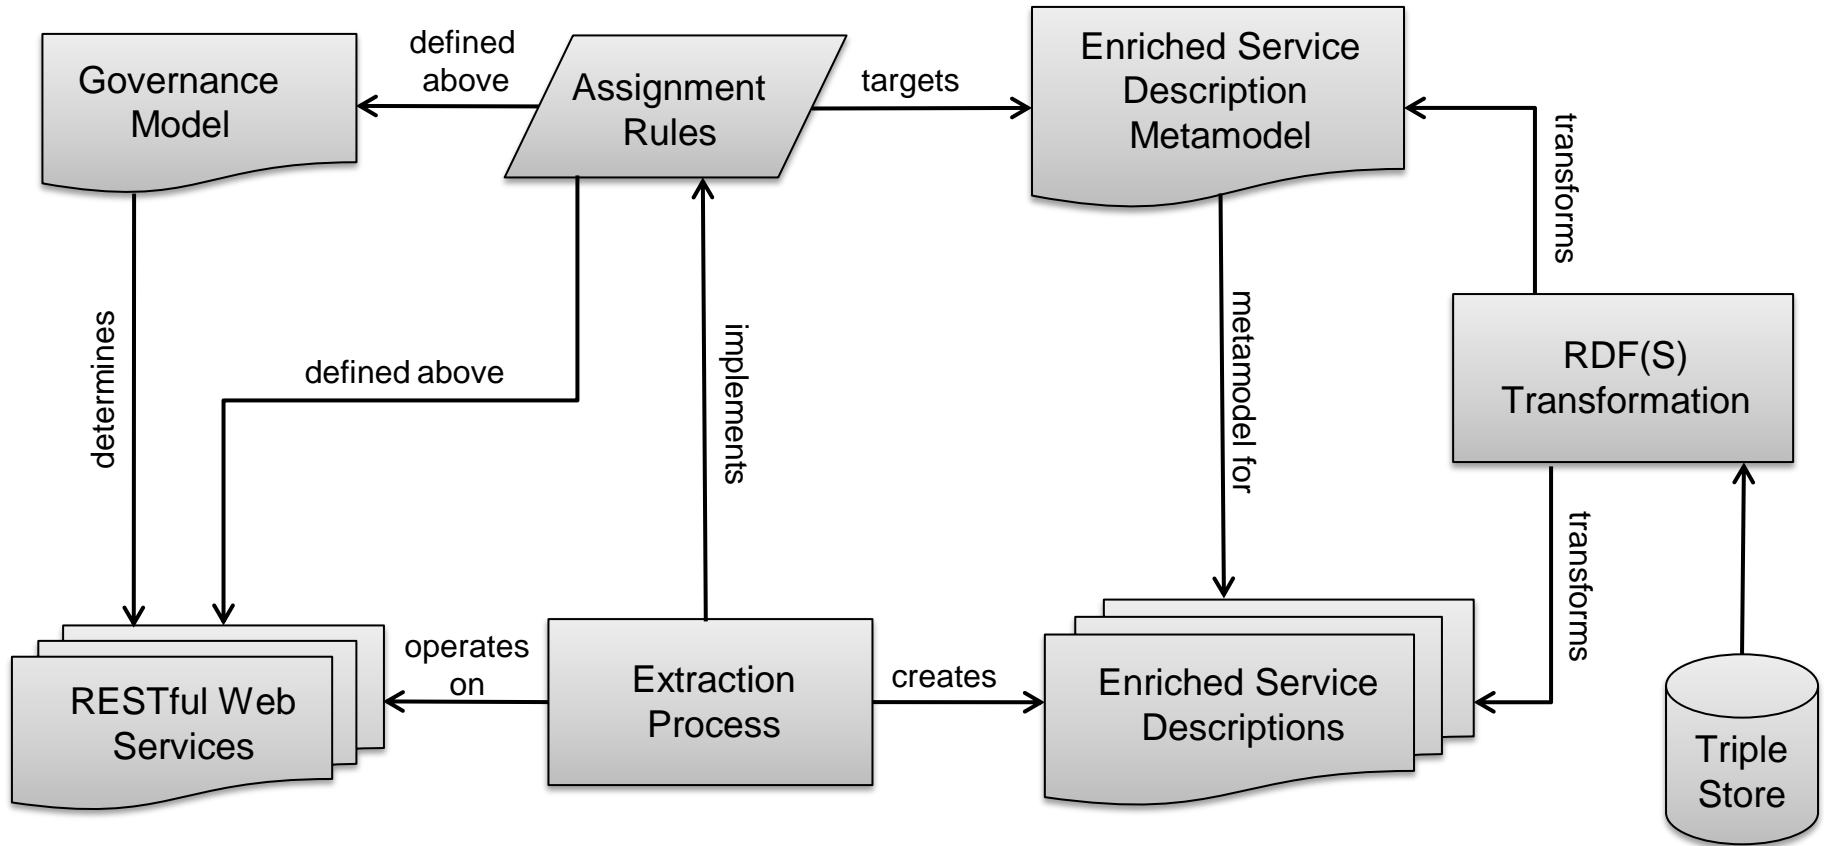 Governance
Model
defined
above
Assignment
Rules
targets
Enriched Service
Description
Metamodel
transforms
determines
defined above
implements
metamodel for
RDF(S)
Transformation
transforms
RESTful Web
Services
operates
on
Extraction
Process
creates
Enriched Service
Descriptions
Triple
Store